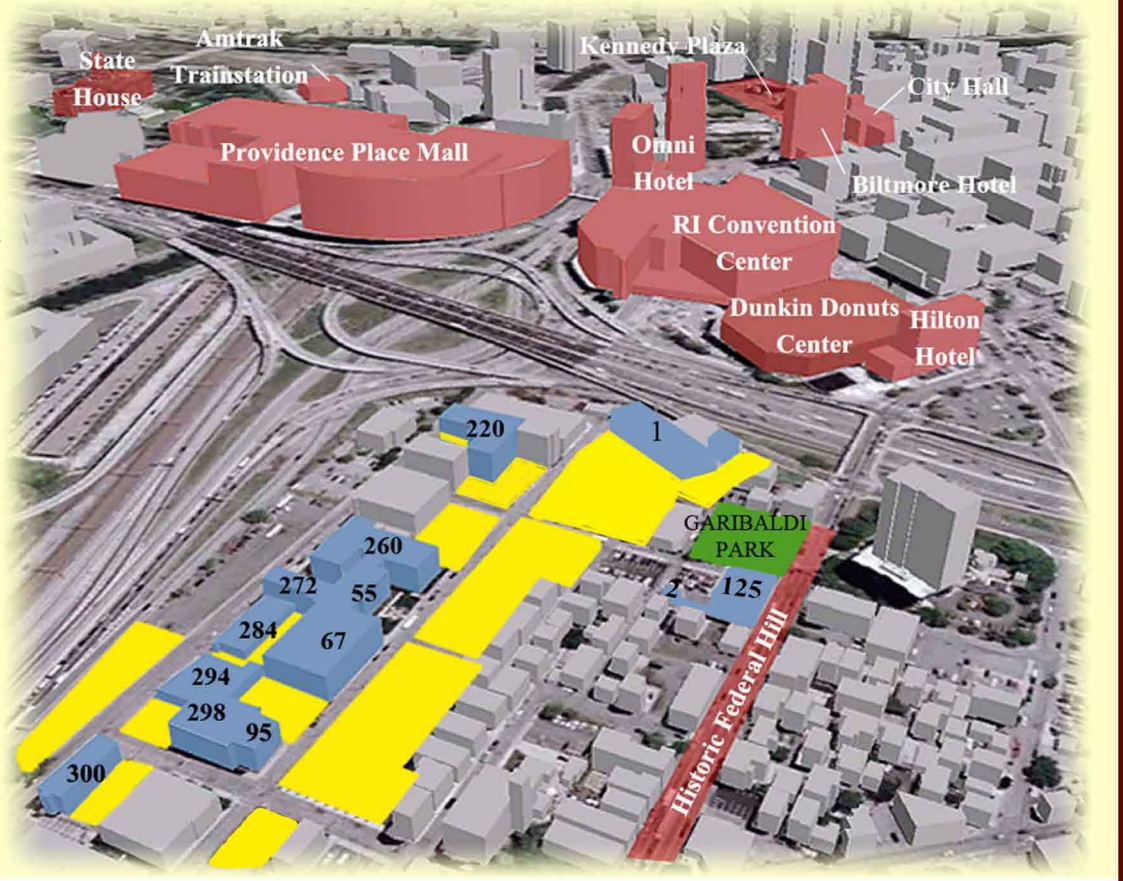 Amtrak
Trainstation
State
House
Kennedy Plaza
City Hall
Providence Place Mall
Omni
Hotel
Biltmore Hotel
RI Convention
Center
Dunkin Donuts
Center
Hilton
Hotel
220
1
GARIBALDI
PARK
260
272
55
2
125
284
67
294
298
95
300
Historic Federal Hill